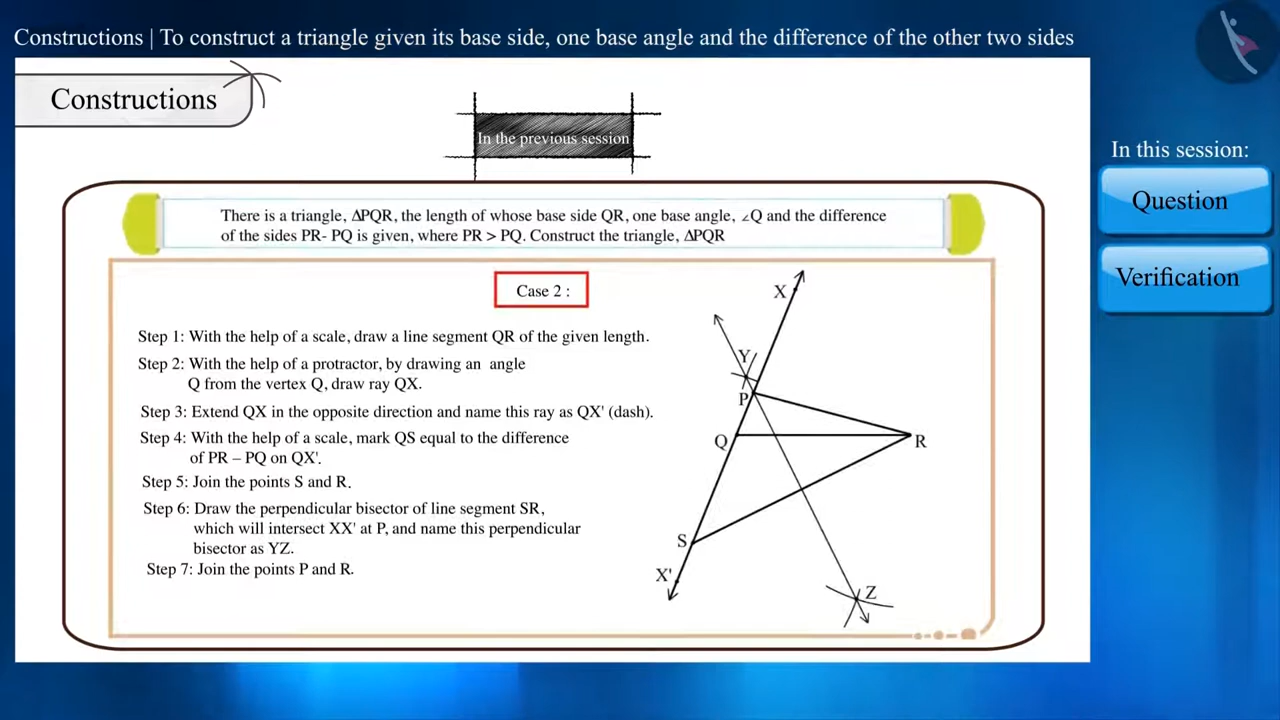 Constructions | To construct a triangle given its base side, one base angle and the difference of the other two sides
Constructions
In the previous session
In this session:
Question
Verification
There is a triangle, ΔPQR, the length of whose base side QR, one base angle, ∠Q and the difference
of the sides PR- PQ is given, where PR > PQ. Construct the triangle, ΔPQR
Case 2 :
Step 1: With the help of a scale, draw a line segment QR of the given length.
Step 2: With the help of a protractor, by drawing an angle
Q from the vertex Q, draw ray QX.
Step 3: Extend QX in the opposite direction and name this ray as QX' (dash).
Step 4: With the help of a scale, mark QS equal to the difference
of PR – PQ on QX'.
Step 5: Join the points S and R.
Step 6: Draw the perpendicular bisector of line segment SR,
which will intersect XX' at P, and name this perpendicular
bisector as YZ.
Step 7: Join the points P and R.
X
Y
P
Q
R
S
X'
Z